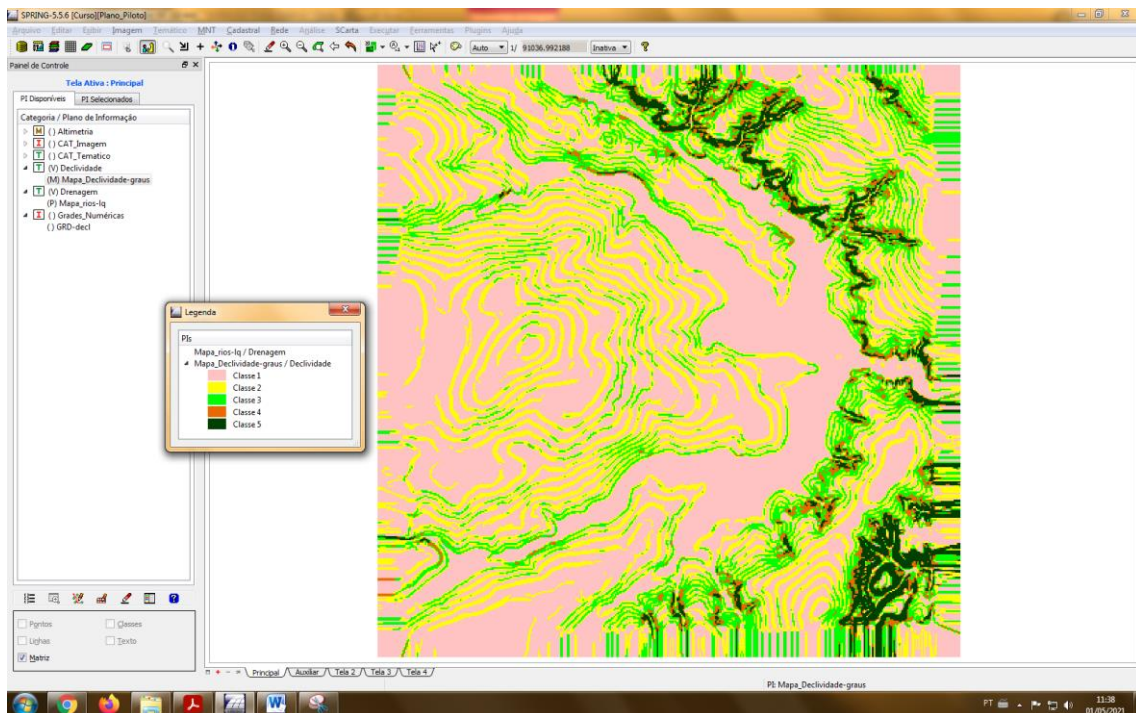 SPRING-5.5.6 [Curso][Plano_Piloto]
Arquivo Editar Exibir Imagem Temático MNT Cadastral Rede Análise SCarta Executar Ferramentas Plugins Ajuda
Auto 1/ 91036.992188 Inativa
Painel de Controle
Tela Ativa : Principal
PI Disponíveis PI Selecionados
Categoria / Plano de Informação
M () Altimetria
I () CAT_Imagem
T () CAT_Tematico
T (V) Declividade
(M) Mapa_Declividade-graus
T (V) Drenagem
(P) Mapa_rios-lq
I () Grades_Numéricas
() GRD-decl
Legenda
PIs
Mapa_rios-lq / Drenagem
Mapa_Declividade-graus / Declividade
Classe 1
Classe 2
Classe 3
Classe 4
Classe 5
Pontos Classes
Linhas Texto
Matriz
Principal Auxiliar Tela 2 Tela 3 Tela 4
PI: Mapa_Declividade-graus
PT 11:38
01/05/2021